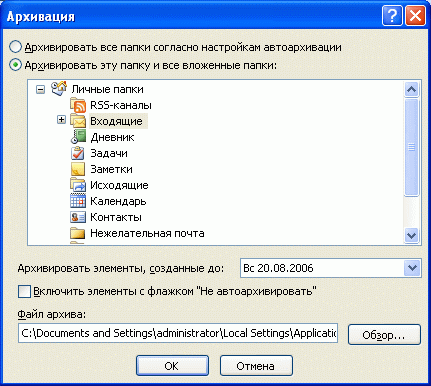 Архивация
Архивировать все папки согласно настройкам автоархивации
Архивировать эту папку и все вложенные папки:
Личные папки
RSS-каналы
Входящие
Дневник
Задачи
Заметки
Исходящие
Календарь
Контакты
Нежелательная почта
Архивировать элементы, созданные до: Вс 20.08.2006
Включить элементы с флажком "Не автоархивировать"
Файл архива:
C:\Documents and Settings\administrator\Local Settings\Applicatio Обзор...
ОК Отмена